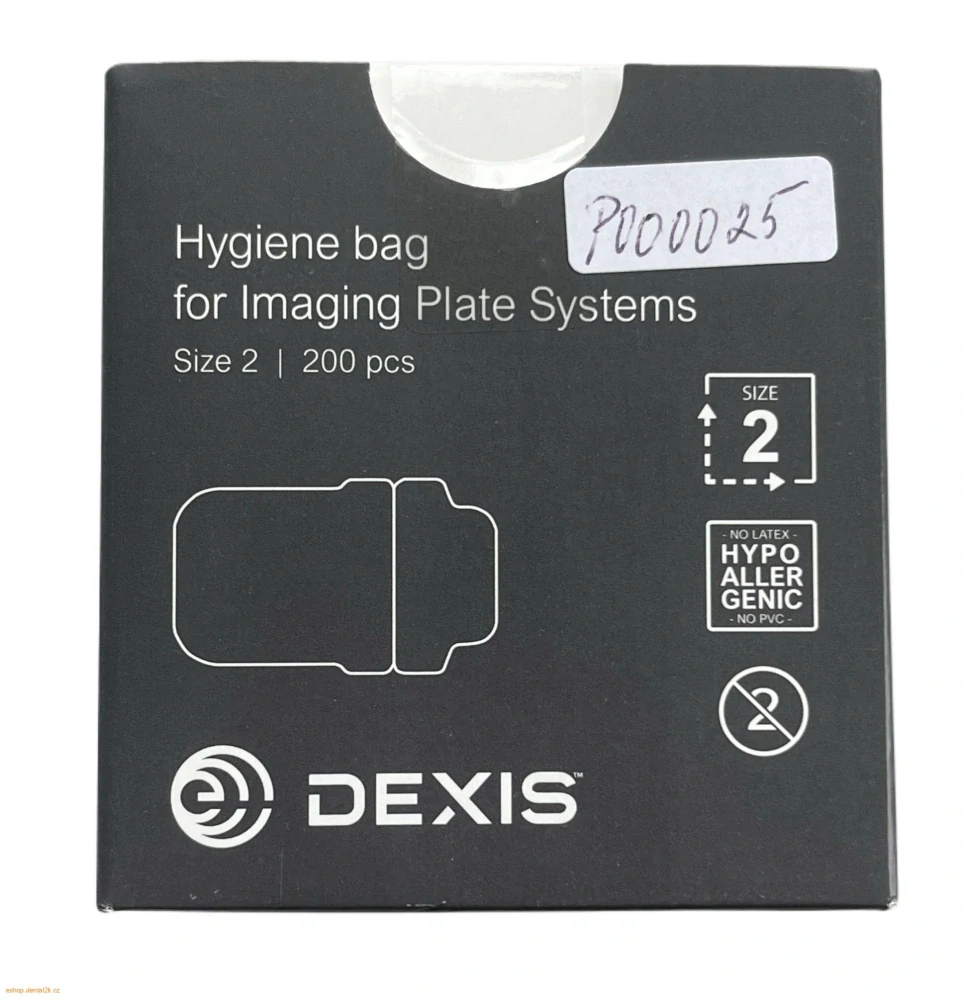 P000025
Hygiene bag
for Imaging Plate Systems
Size 2 | 200 pcs
SIZE
2
- NO LATEX -
HYPO
ALLER
GENIC
- NO PVC -
2
DEXIS™
eshop.dental2k.cz